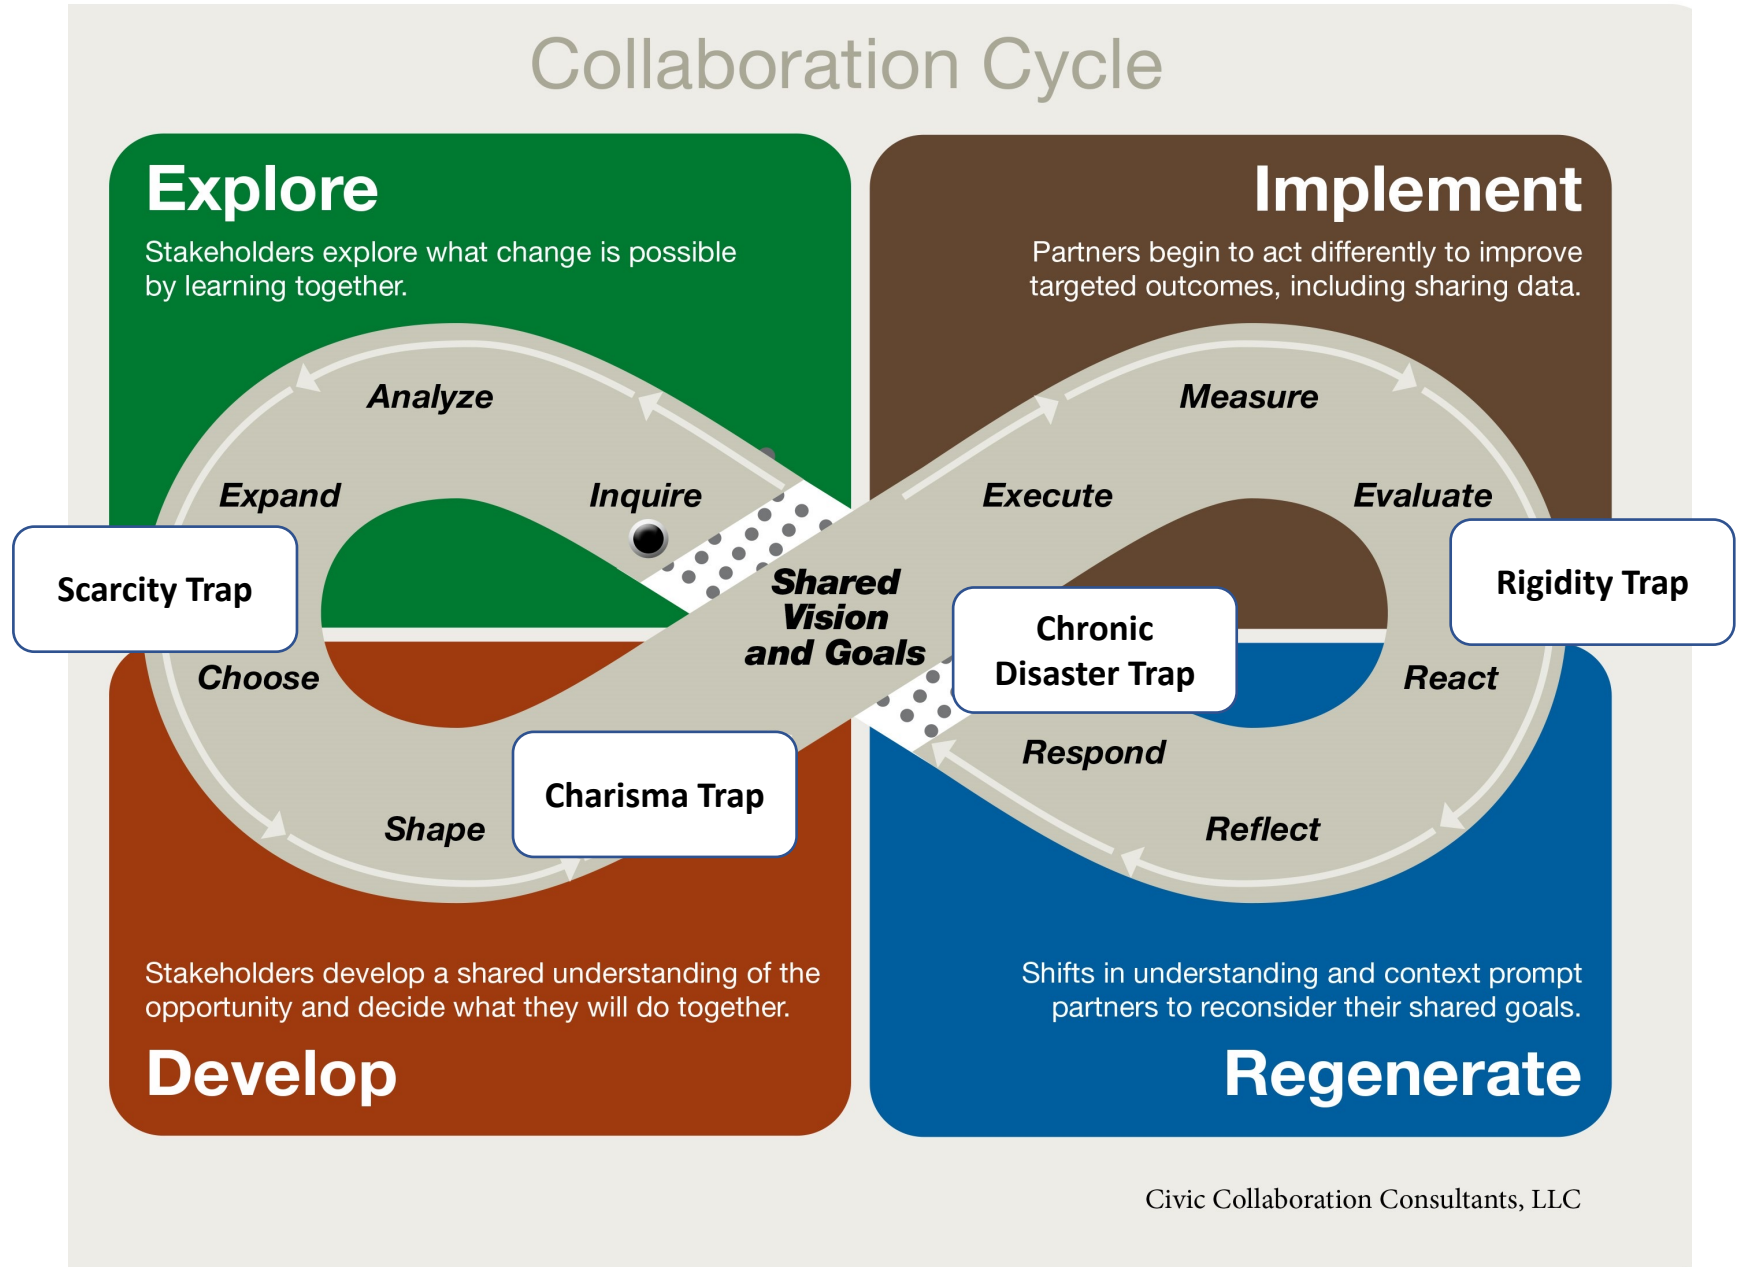 Collaboration Cycle
Explore
Stakeholders explore what change is possible
by learning together.
Implement
Partners begin to act differently to improve
targeted outcomes, including sharing data.
Analyze
Expand
Inquire
Scarcity Trap
Choose
Shape
Charisma Trap
Shared
Vision
and Goals
Execute
Measure
Evaluate
Rigidity Trap
Chronic
Disaster Trap
React
Reflect
Respond
Stakeholders develop a shared understanding of the
opportunity and decide what they will do together.
Develop
Shifts in understanding and context prompt
partners to reconsider their shared goals.
Regenerate
Civic Collaboration Consultants, LLC